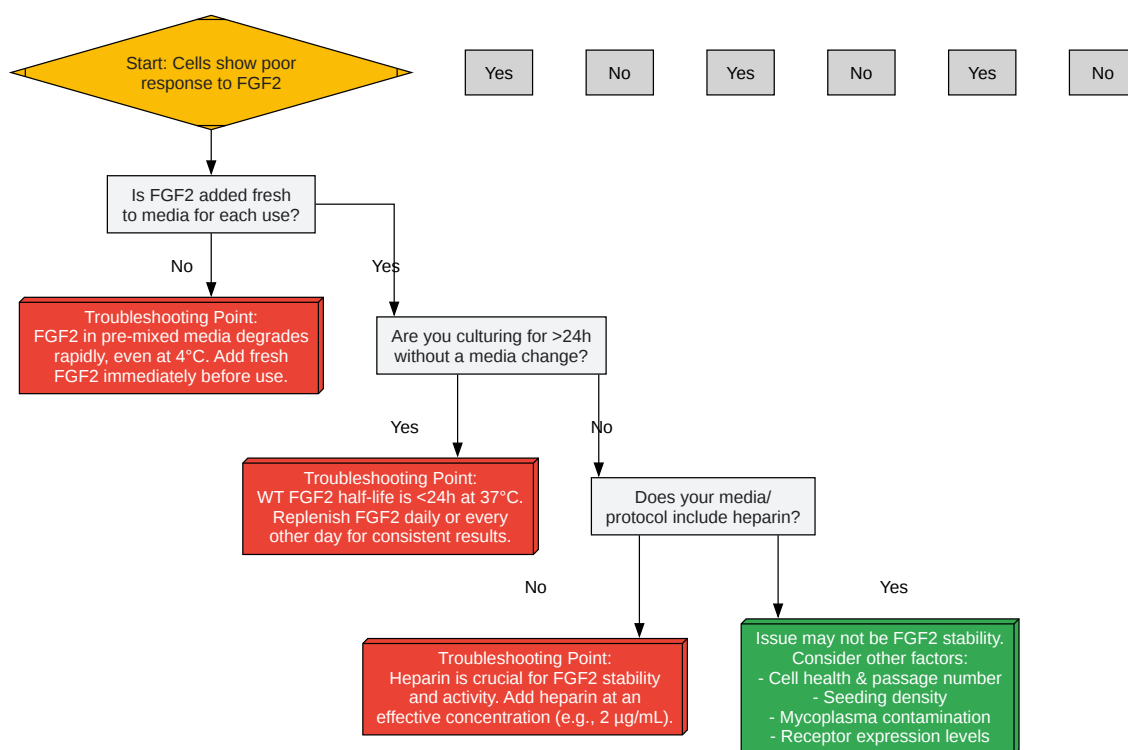 Start: Cells show poor
response to FGF2
Yes
No
Yes
No
Yes
No
Is FGF2 added fresh
to media for each use?
No
Yes
Troubleshooting Point:
FGF2 in pre-mixed media degrades
rapidly, even at 4°C. Add fresh
FGF2 immediately before use.
Are you culturing for >24h
without a media change?
Yes
No
Troubleshooting Point:
WT FGF2 half-life is <24h at 37°C.
Replenish FGF2 daily or every
other day for consistent results.
Does your media/
protocol include heparin?
No
Yes
Troubleshooting Point:
Heparin is crucial for FGF2 stability
and activity. Add heparin at an
effective concentration (e.g., 2 µg/mL).
Issue may not be FGF2 stability.
Consider other factors:
- Cell health & passage number
- Seeding density
- Mycoplasma contamination
- Receptor expression levels